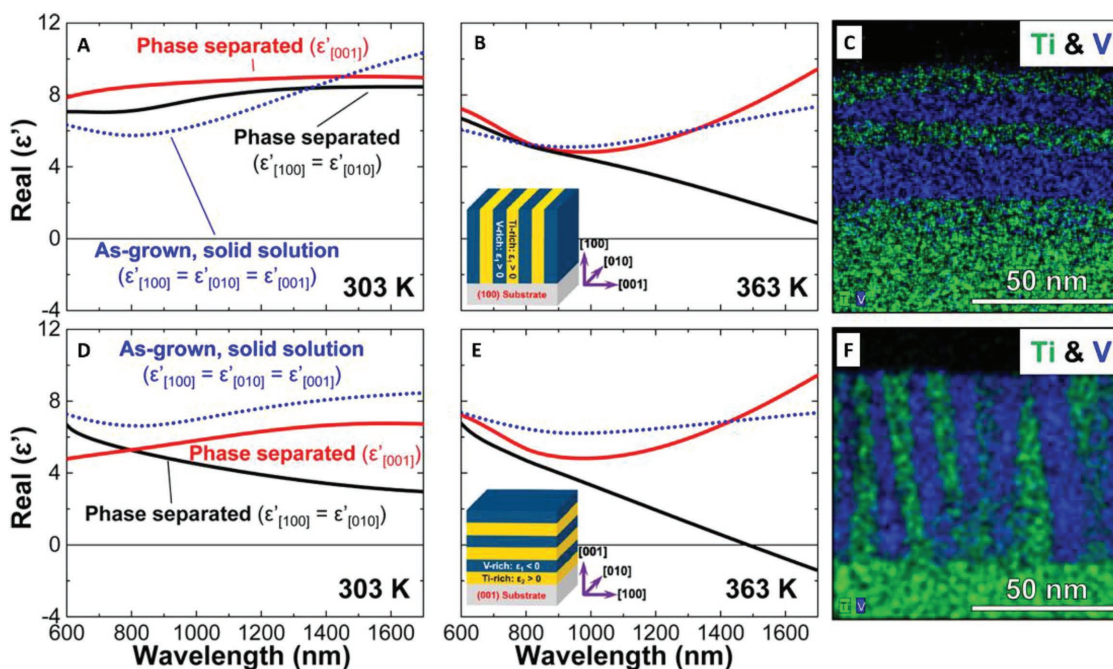 A
Phase separated (ε'[001])
Phase separated
(ε'[100] = ε'[010])
As-grown, solid solution
(ε'[100] = ε'[010] = ε'[001])
303 K
12
8
4
0
-4
Real (ε')
B
V-rich: ε₁ > 0
Ti-rich: ε₂ > 0
(100) Substrate
[100]
[010]
[001]
363 K
C
Ti & V
50 nm
Ti V
D
As-grown, solid solution
(ε'[100] = ε'[010] = ε'[001])
Phase separated (ε'[001])
Phase separated (ε'[100] = ε'[010])
303 K
12
8
4
0
-4
Real (ε')
600 800 1000 1200 1400 1600
Wavelength (nm)
E
V-rich: ε₁ < 0
Ti-rich: ε₂ > 0
(001) Substrate
[001]
[010]
[100]
363 K
600 800 1000 1200 1400 1600
Wavelength (nm)
F
Ti & V
50 nm
Ti V